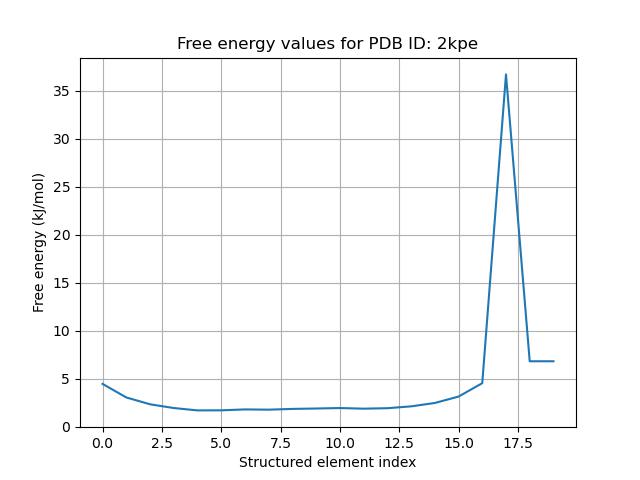 Free energy values for PDB ID: 2kpe
35
30
25
20
15
10
5
0
Free energy (kJ/mol)
0.0 2.5 5.0 7.5 10.0 12.5 15.0 17.5
Structured element index